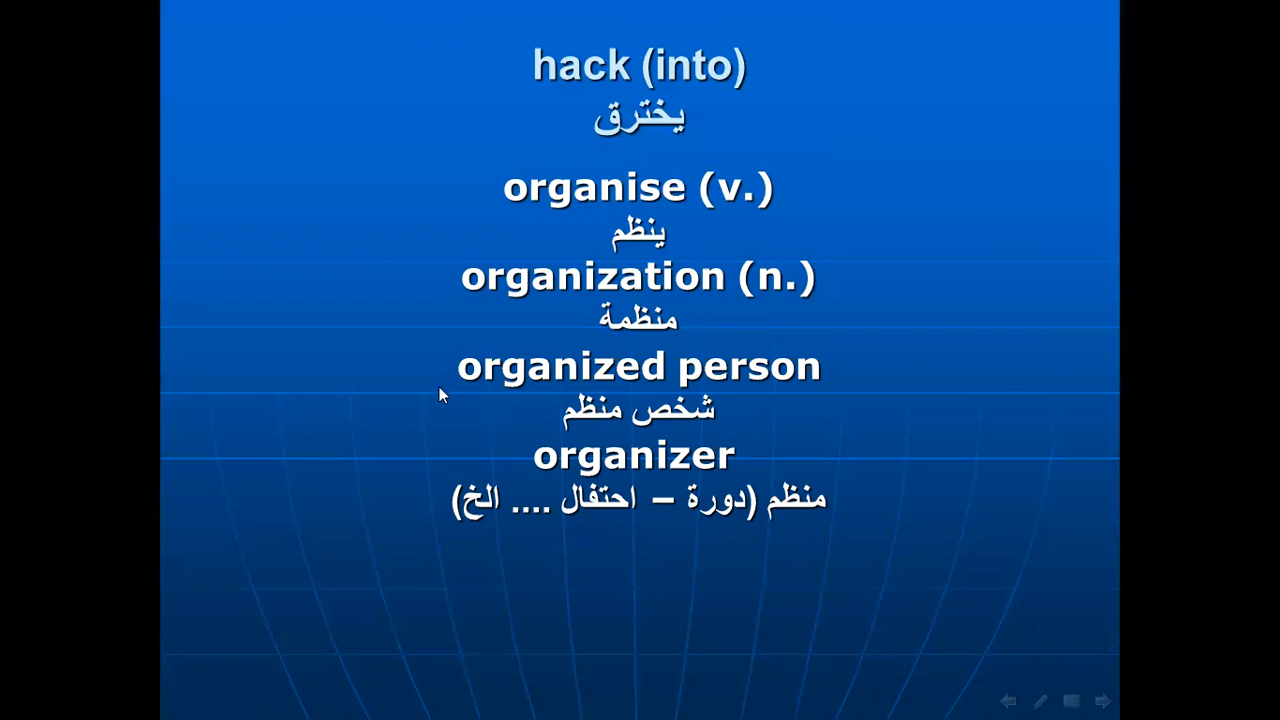 hack (into)
يخترق
organise (v.)
ينظم
organization (n.)
منظمة
organized person
شخص منظم
organizer
منظم (دورة – احتفال .... الخ)